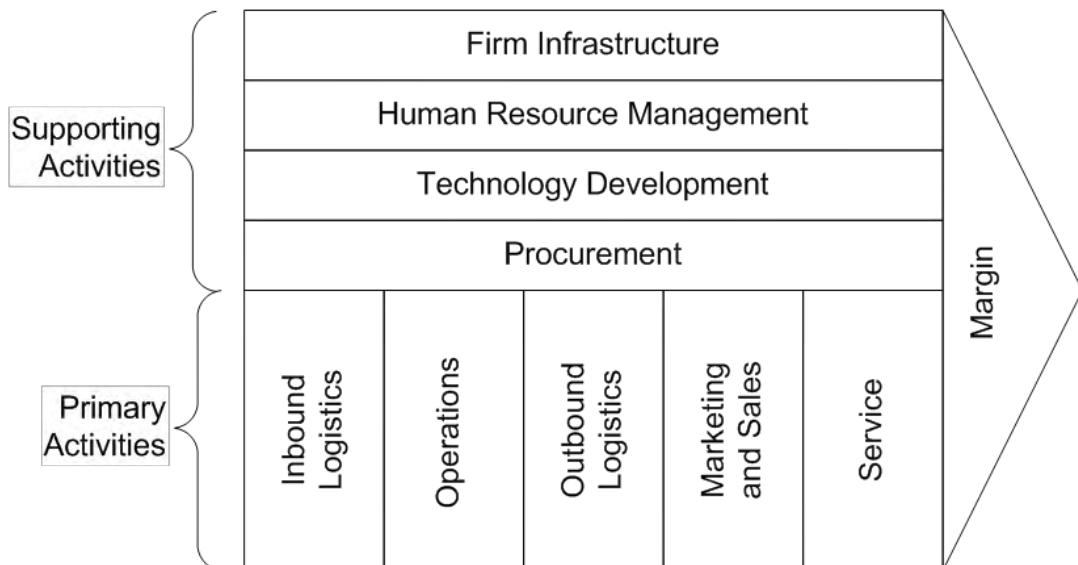 Firm Infrastructure
Human Resource Management
Technology Development
Procurement
Supporting
Activities
Primary
Activities
Inbound
Logistics
Operations
Outbound
Logistics
Marketing
and Sales
Service
Margin